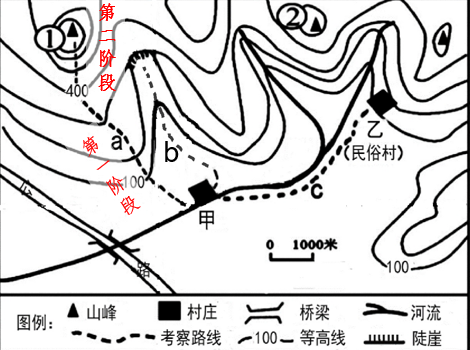 ① ②
第二阶段
400
a
b
第一阶段
100
乙
(民俗村)
c
甲
公
路
0 1000米
100
图例: 山峰 村庄 桥梁 河流
考察路线 100 等高线 陡崖